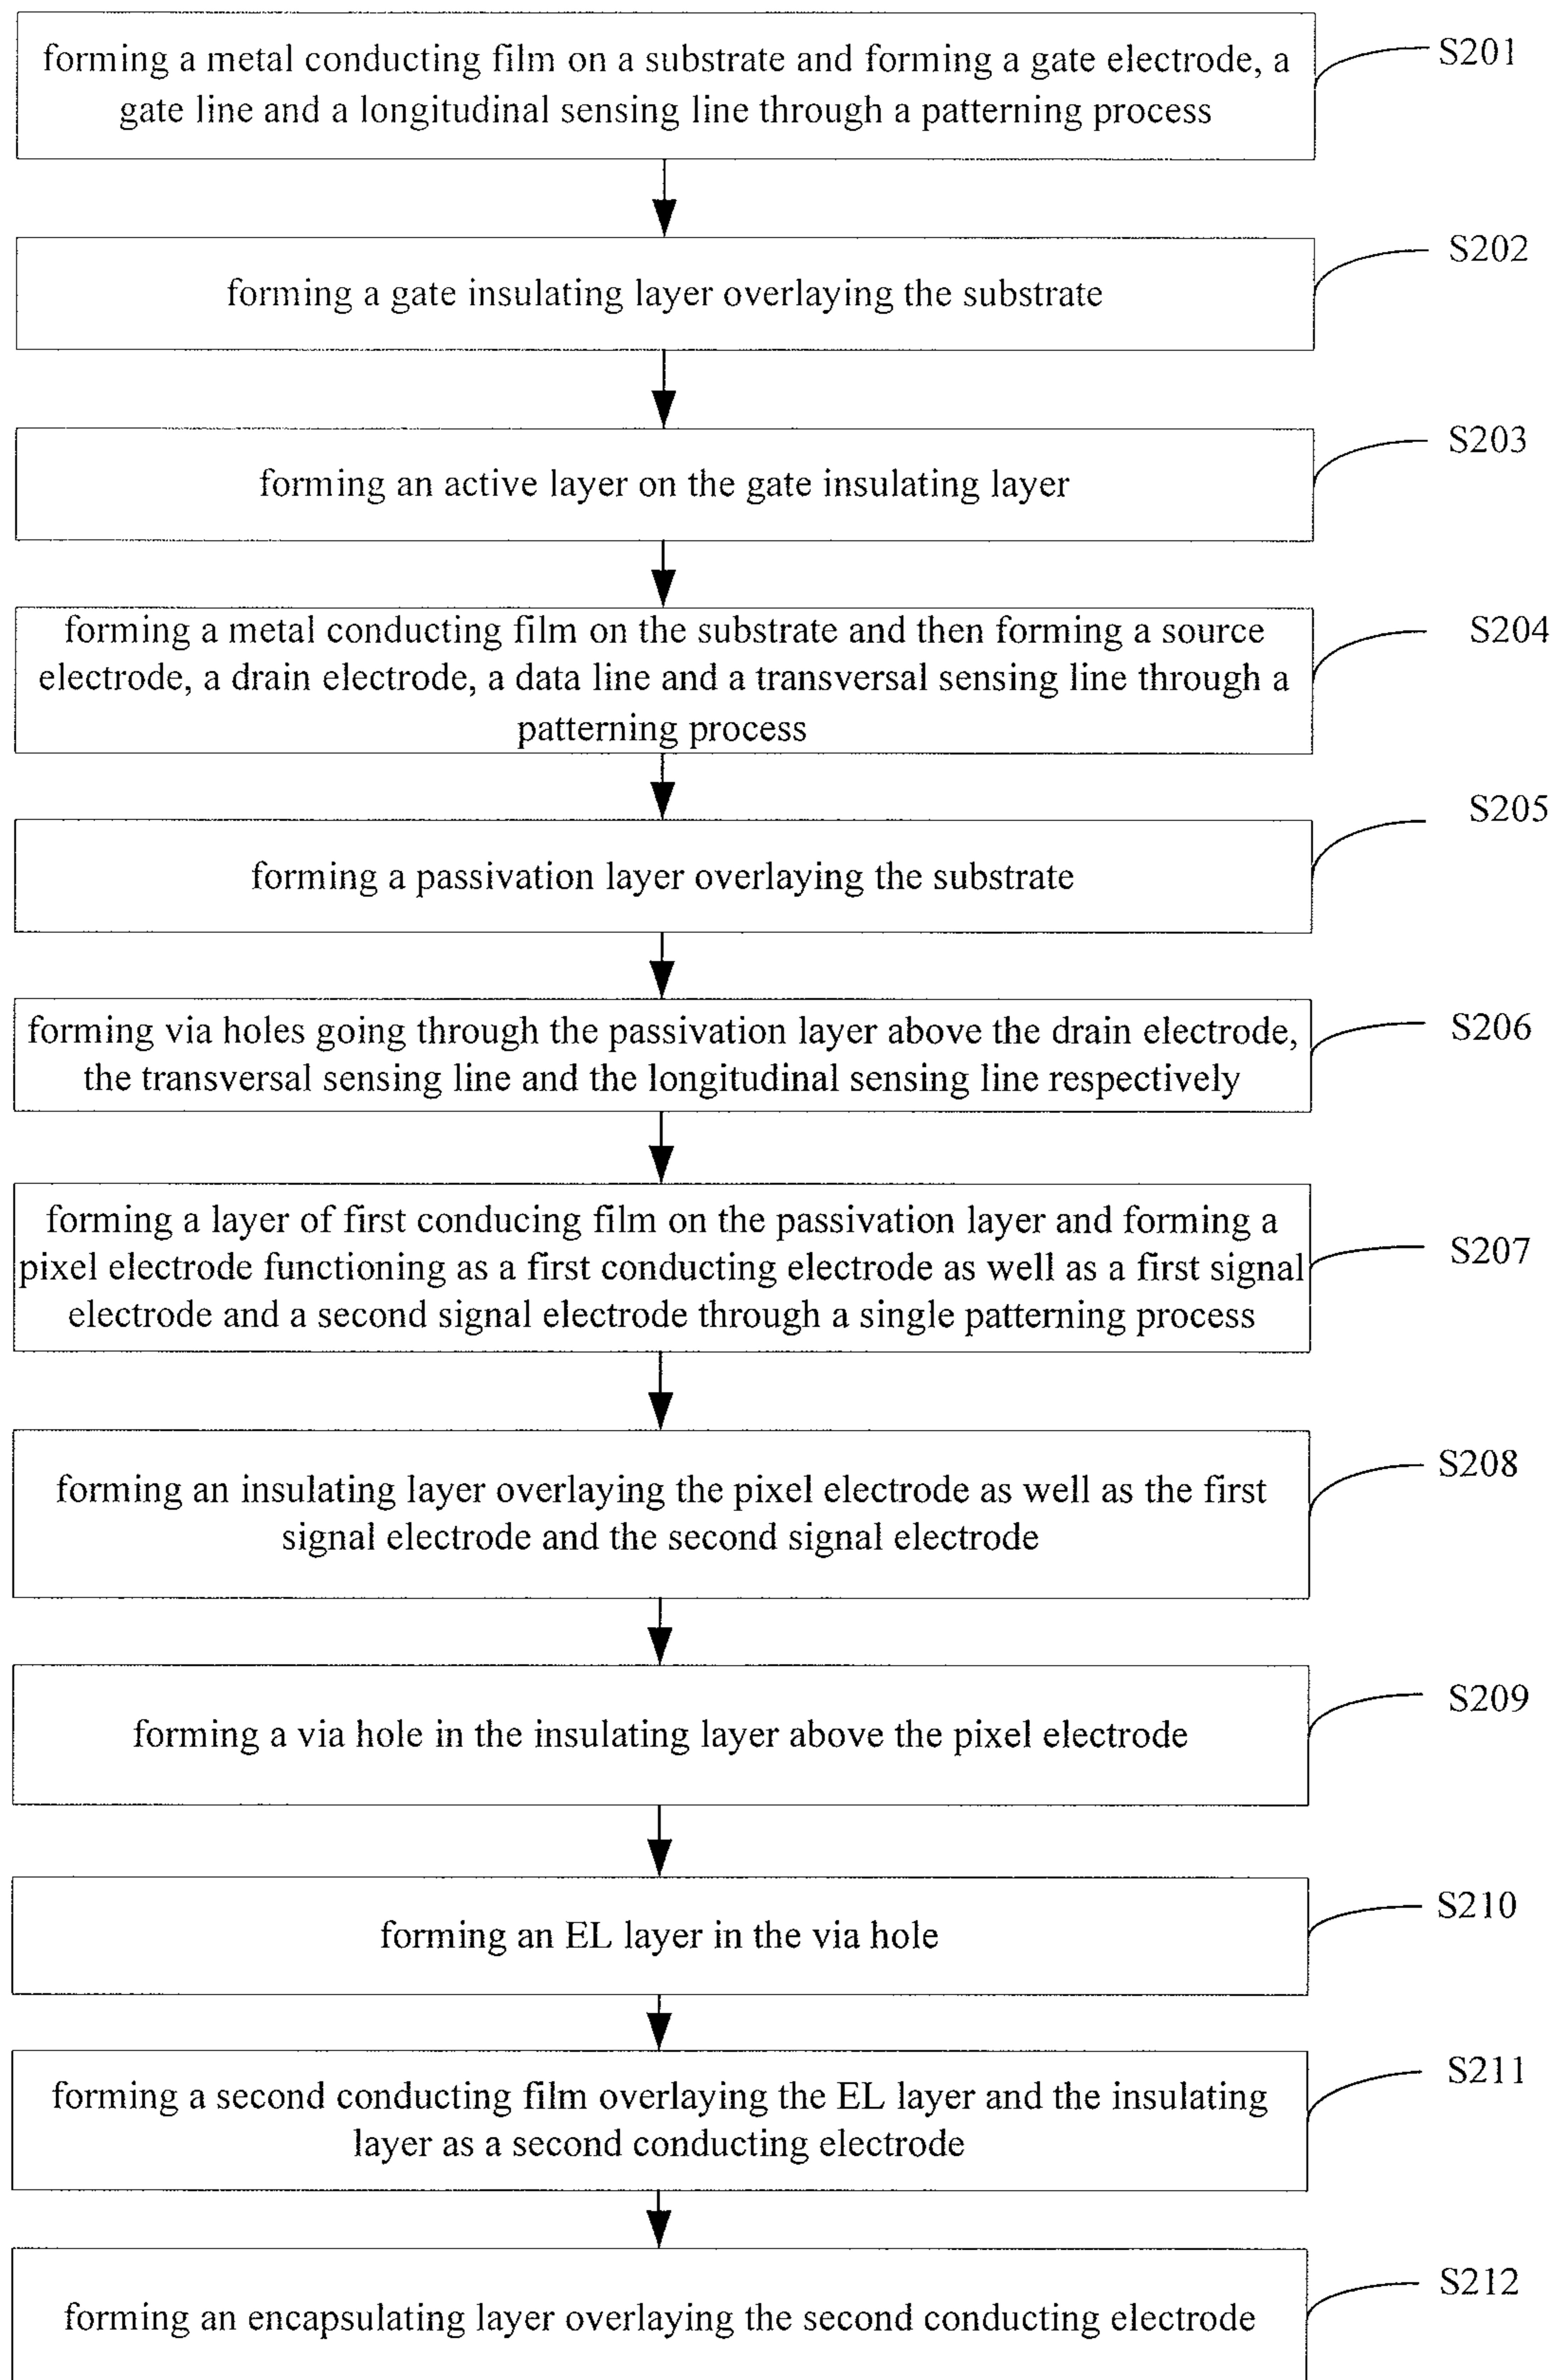 forming a metal conducting film on a substrate and forming a gate electrode, a
gate line and a longitudinal sensing line through a patterning process
S201
forming a gate insulating layer overlaying the substrate
S202
forming an active layer on the gate insulating layer
S203
forming a metal conducting film on the substrate and then forming a source
electrode, a drain electrode, a data line and a transversal sensing line through a
patterning process
S204
forming a passivation layer overlaying the substrate
S205
forming via holes going through the passivation layer above the drain electrode,
the transversal sensing line and the longitudinal sensing line respectively
S206
forming a layer of first conducing film on the passivation layer and forming a
pixel electrode functioning as a first conducting electrode as well as a first signal
electrode and a second signal electrode through a single patterning process
S207
forming an insulating layer overlaying the pixel electrode as well as the first
signal electrode and the second signal electrode
S208
forming a via hole in the insulating layer above the pixel electrode
S209
forming an EL layer in the via hole
S210
forming a second conducting film overlaying the EL layer and the insulating
layer as a second conducting electrode
S211
forming an encapsulating layer overlaying the second conducting electrode
S212